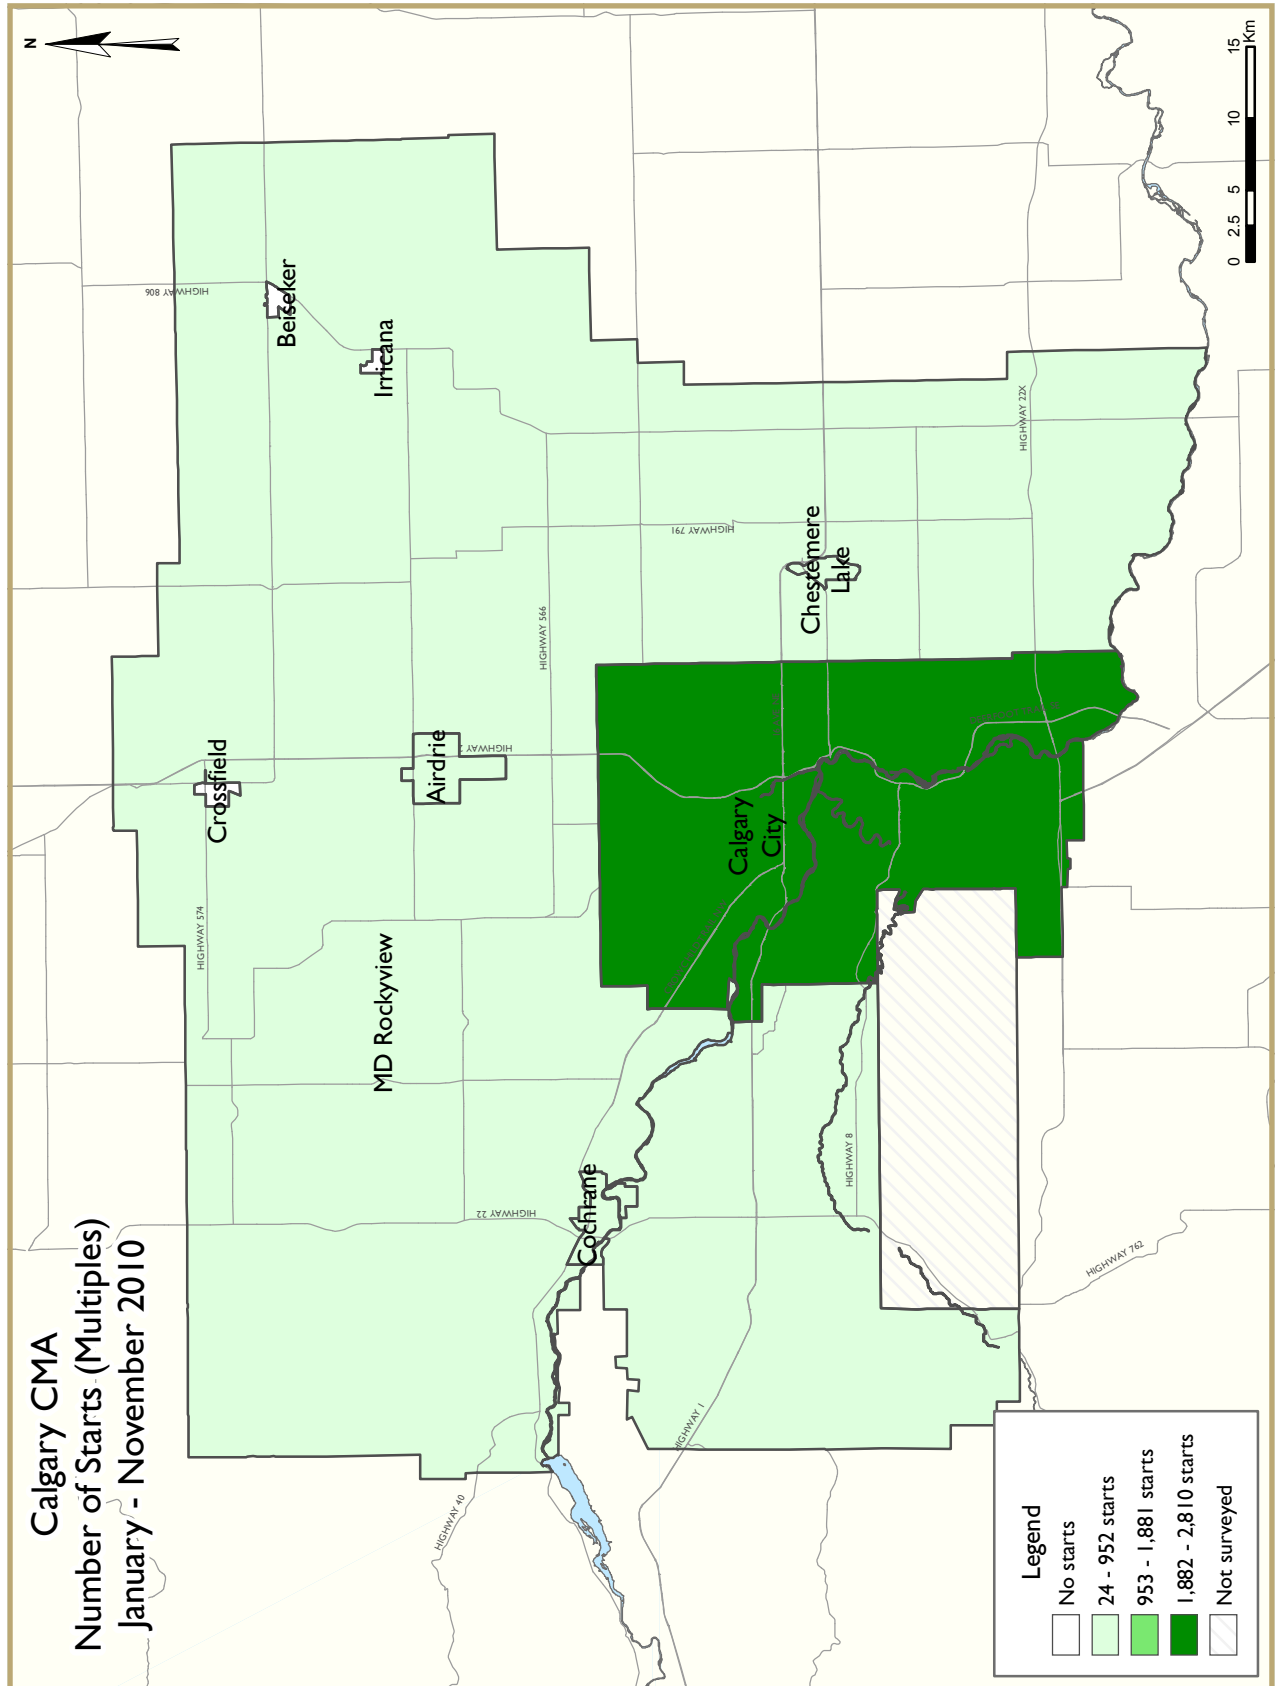 Calgary CMA
Number of Starts (Multiples)
January - November 2010
N
HIGHWAY 806
Beiseker
Irricana
HIGHWAY 22X
HIGHWAY 791
Chestemere
Lake
HIGHWAY 566
Crossfield
Airdrie
HIGHWAY 2
Calgary
City
HIGHWAY 574
MD Rockyview
HIGHWAY 8
HIGHWAY 22
Cochrane
HIGHWAY 762
HIGHWAY 1
HIGHWAY 40
Legend
No starts
24 - 952 starts
953 - 1,881 starts
1,882 - 2,810 starts
Not surveyed
0 2.5 5 10 15
Km